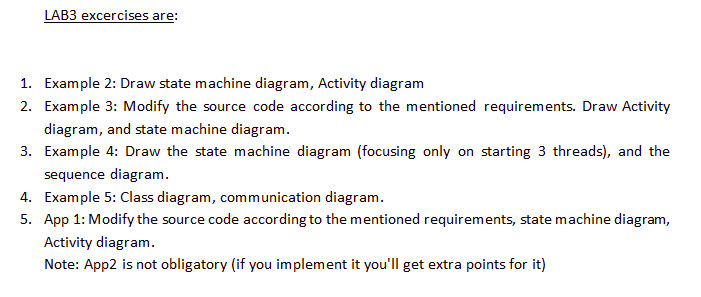 LAB3 excercises are:
1. Example 2: Draw state machine diagram, Activity diagram
2. Example 3: Modify the source code according to the mentioned requirements. Draw Activity
diagram, and state machine diagram.
3. Example 4: Draw the state machine diagram (focusing only on starting 3 threads), and the
sequence diagram.
4. Example 5: Class diagram, communication diagram.
5. App 1: Modify the source code according to the mentioned requirements, state machine diagram,
Activity diagram.
Note: App2 is not obligatory (if you implement it you'll get extra points for it)